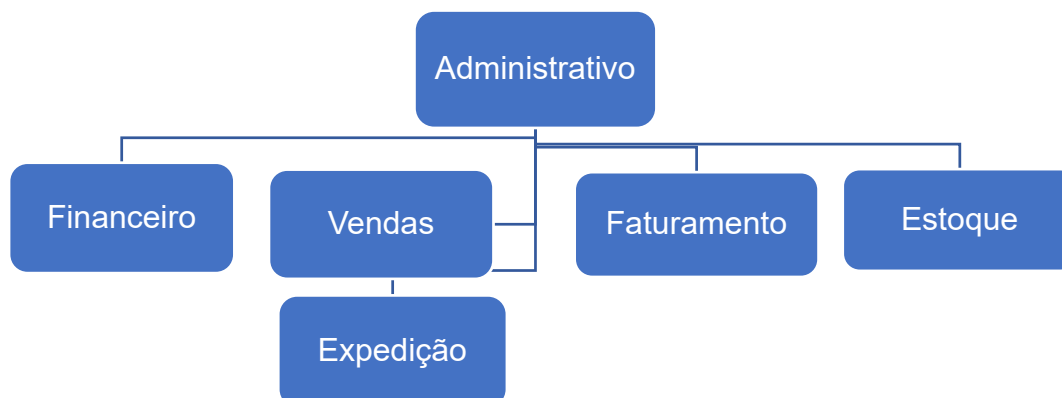 Administrativo
Financeiro
Vendas
Faturamento
Estoque
Expedição